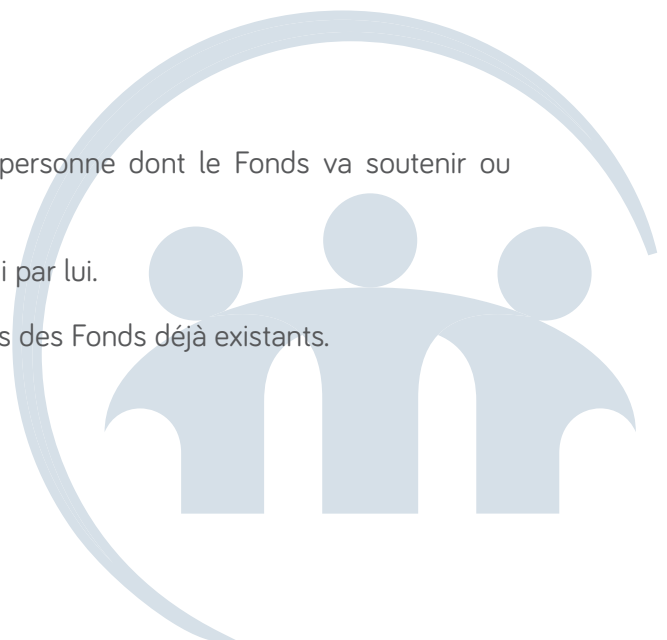 personne dont le Fonds va soutenir ou
par lui.
des Fonds déjà existants.